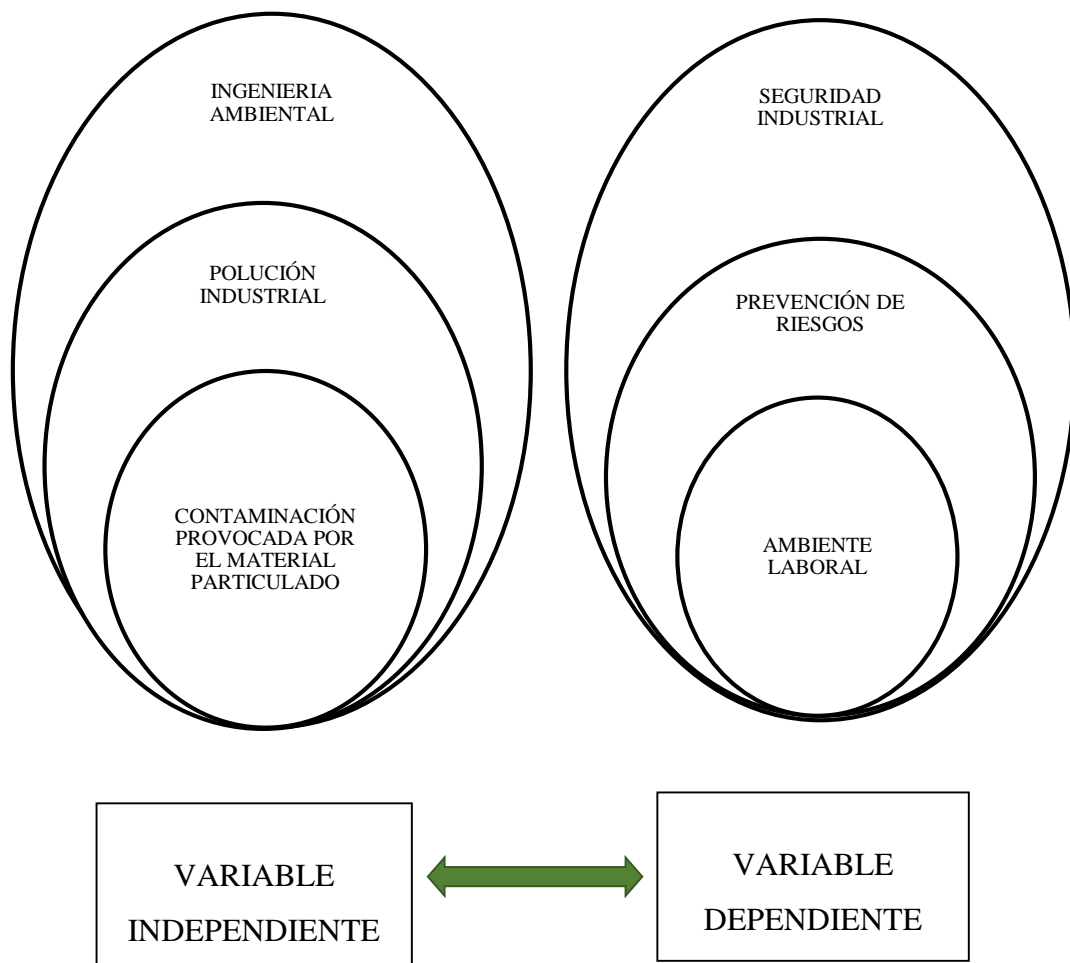 INGENIERIA
AMBIENTAL
POLUCIÓN
INDUSTRIAL
CONTAMINACIÓN
PROVOCADA POR
EL MATERIAL
PARTICULADO
SEGURIDAD
INDUSTRIAL
PREVENCIÓN DE
RIESGOS
AMBIENTE
LABORAL
VARIABLE
INDEPENDIENTE
VARIABLE
DEPENDIENTE